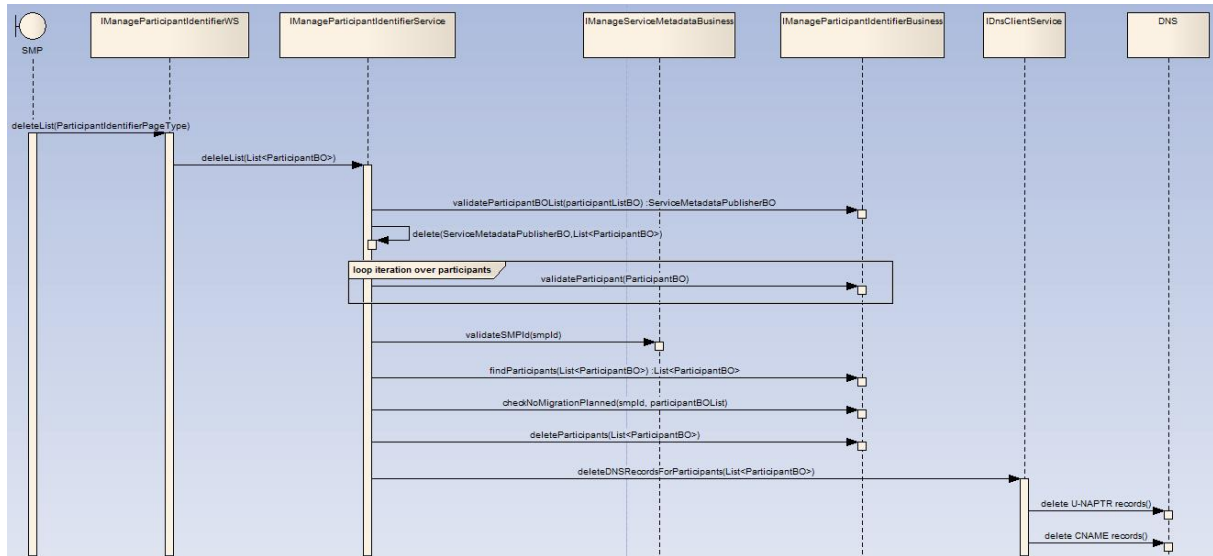 SMP
IManageParticipantIdentifierWS
IManageParticipantIdentifierService
IManageServiceMetadataBusiness
IManageParticipantIdentifierBusiness
IDnsClientService
DNS
deleteList(ParticipantIdentifierPageType)
deleleList(List<ParticipantBO>)
validateParticipantBOList(participantListBO) :ServiceMetadataPublisherBO
delete(ServiceMetadataPublisherBO,List<ParticipantBO>)
loop iteration over participants
validateParticipant(ParticipantBO)
validateSMPId(smpId)
findParticipants(List<ParticipantBO>) :List<ParticipantBO>
checkNoMigrationPlanned(smpId, participantBOList)
deleteParticipants(List<ParticipantBO>)
deleteDNSRecordsForParticipants(List<ParticipantBO>)
delete U-NAPTR records()
delete CNAME records()